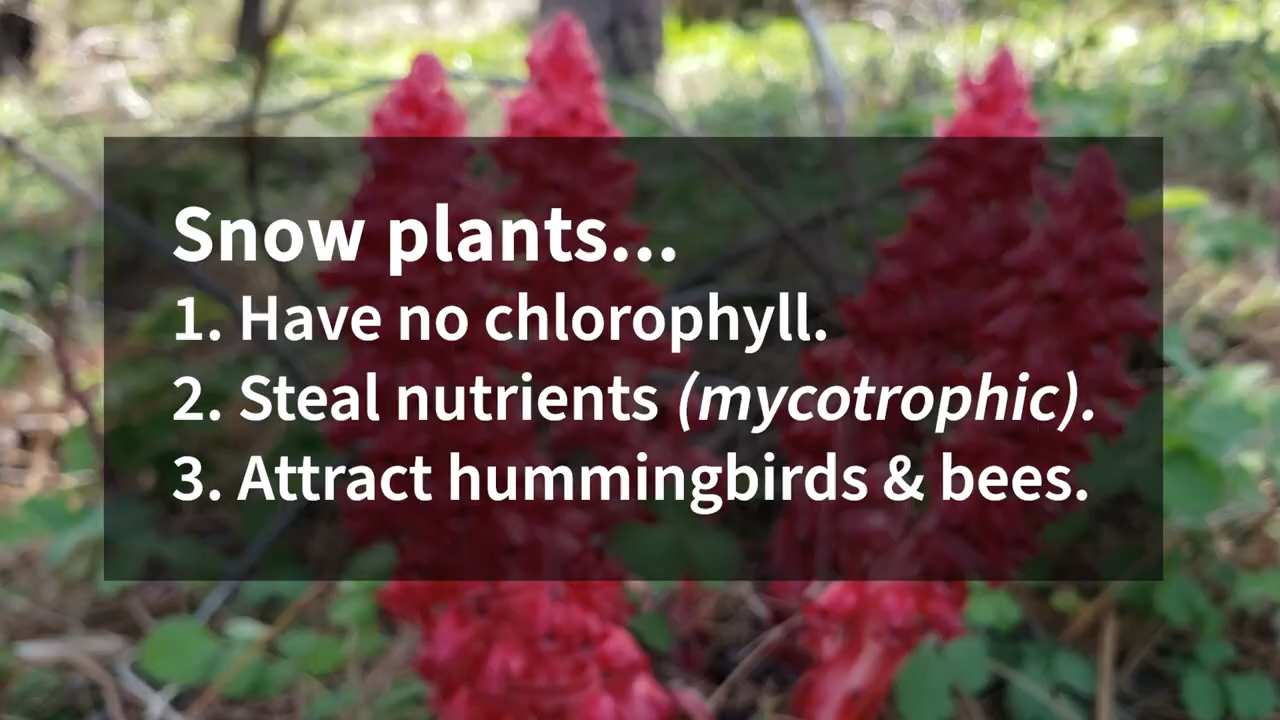 Snow plants...
1. Have no chlorophyll.
2. Steal nutrients (mycotrophic).
3. Attract hummingbirds & bees.